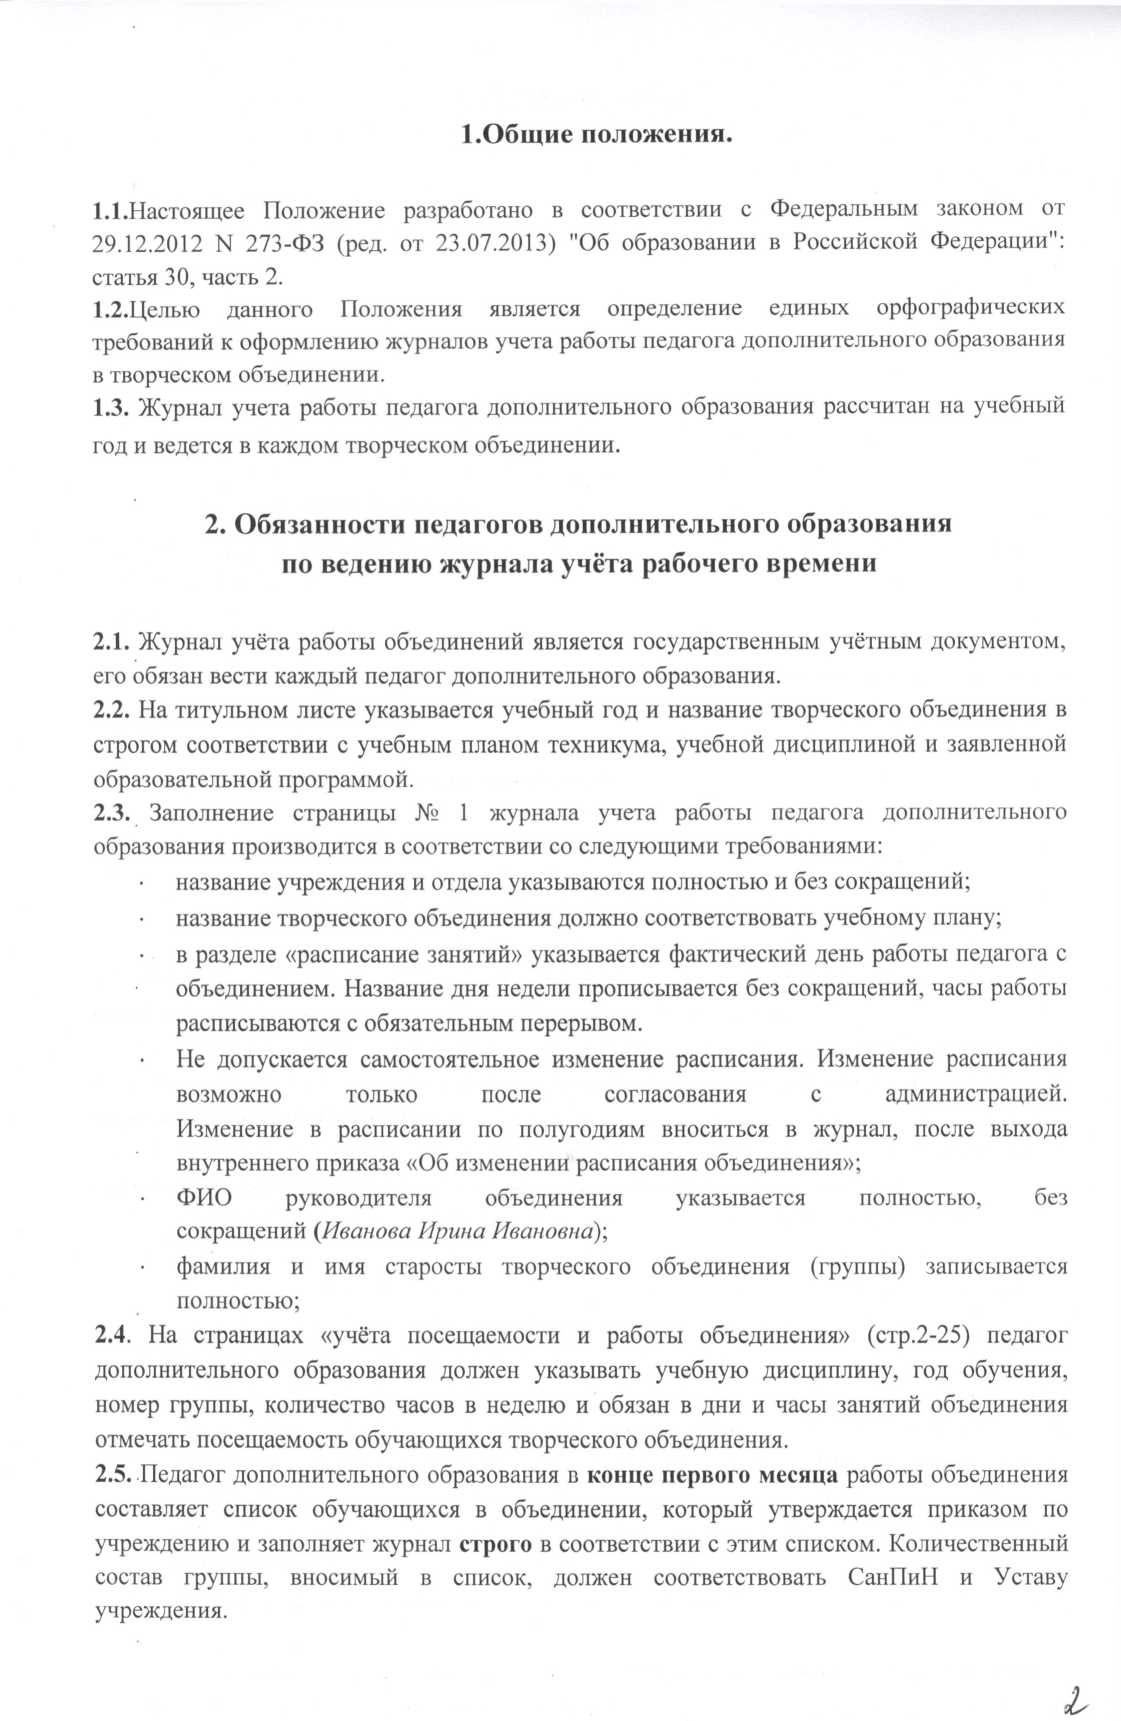 1.Общие положения.
1.1.Настоящее Положение разработано в соответствии с Федеральным законом от
29.12.2012 N 273-ФЗ (ред. от 23.07.2013) "Об образовании в Российской Федерации":
статья 30, часть 2.
1.2.Целью данного Положения является определение единых орфографических
требований к оформлению журналов учета работы педагога дополнительного образования
в творческом объединении.
1.3. Журнал учета работы педагога дополнительного образования рассчитан на учебный
год и ведется в каждом творческом объединении.
2. Обязанности педагогов дополнительного образования
по ведению журнала учёта рабочего времени
2.1. Журнал учёта работы объединений является государственным учётным документом,
его обязан вести каждый педагог дополнительного образования.
2.2. На титульном листе указывается учебный год и название творческого объединения в
строгом соответствии с учебным планом техникума, учебной дисциплиной и заявленной
образовательной программой.
2.3. Заполнение страницы № 1 журнала учета работы педагога дополнительного
образования производится в соответствии со следующими требованиями:
· название учреждения и отдела указываются полностью и без сокращений;
· название творческого объединения должно соответствовать учебному плану;
· в разделе «расписание занятий» указывается фактический день работы педагога с
· объединением. Название дня недели прописывается без сокращений, часы работы
расписываются с обязательным перерывом.
· Не допускается самостоятельное изменение расписания. Изменение расписания
возможно только после согласования с администрацией.
Изменение в расписании по полугодиям вноситься в журнал, после выхода
внутреннего приказа «Об изменении расписания объединения»;
· ФИО руководителя объединения указывается полностью, без
сокращений (Иванова Ирина Ивановна);
· фамилия и имя старосты творческого объединения (группы) записывается
полностью;
2.4. На страницах «учёта посещаемости и работы объединения» (стр.2-25) педагог
дополнительного образования должен указывать учебную дисциплину, год обучения,
номер группы, количество часов в неделю и обязан в дни и часы занятий объединения
отмечать посещаемость обучающихся творческого объединения.
2.5. Педагог дополнительного образования в конце первого месяца работы объединения
составляет список обучающихся в объединении, который утверждается приказом по
учреждению и заполняет журнал строго в соответствии с этим списком. Количественный
состав группы, вносимый в список, должен соответствовать СанПиН и Уставу
учреждения.
2